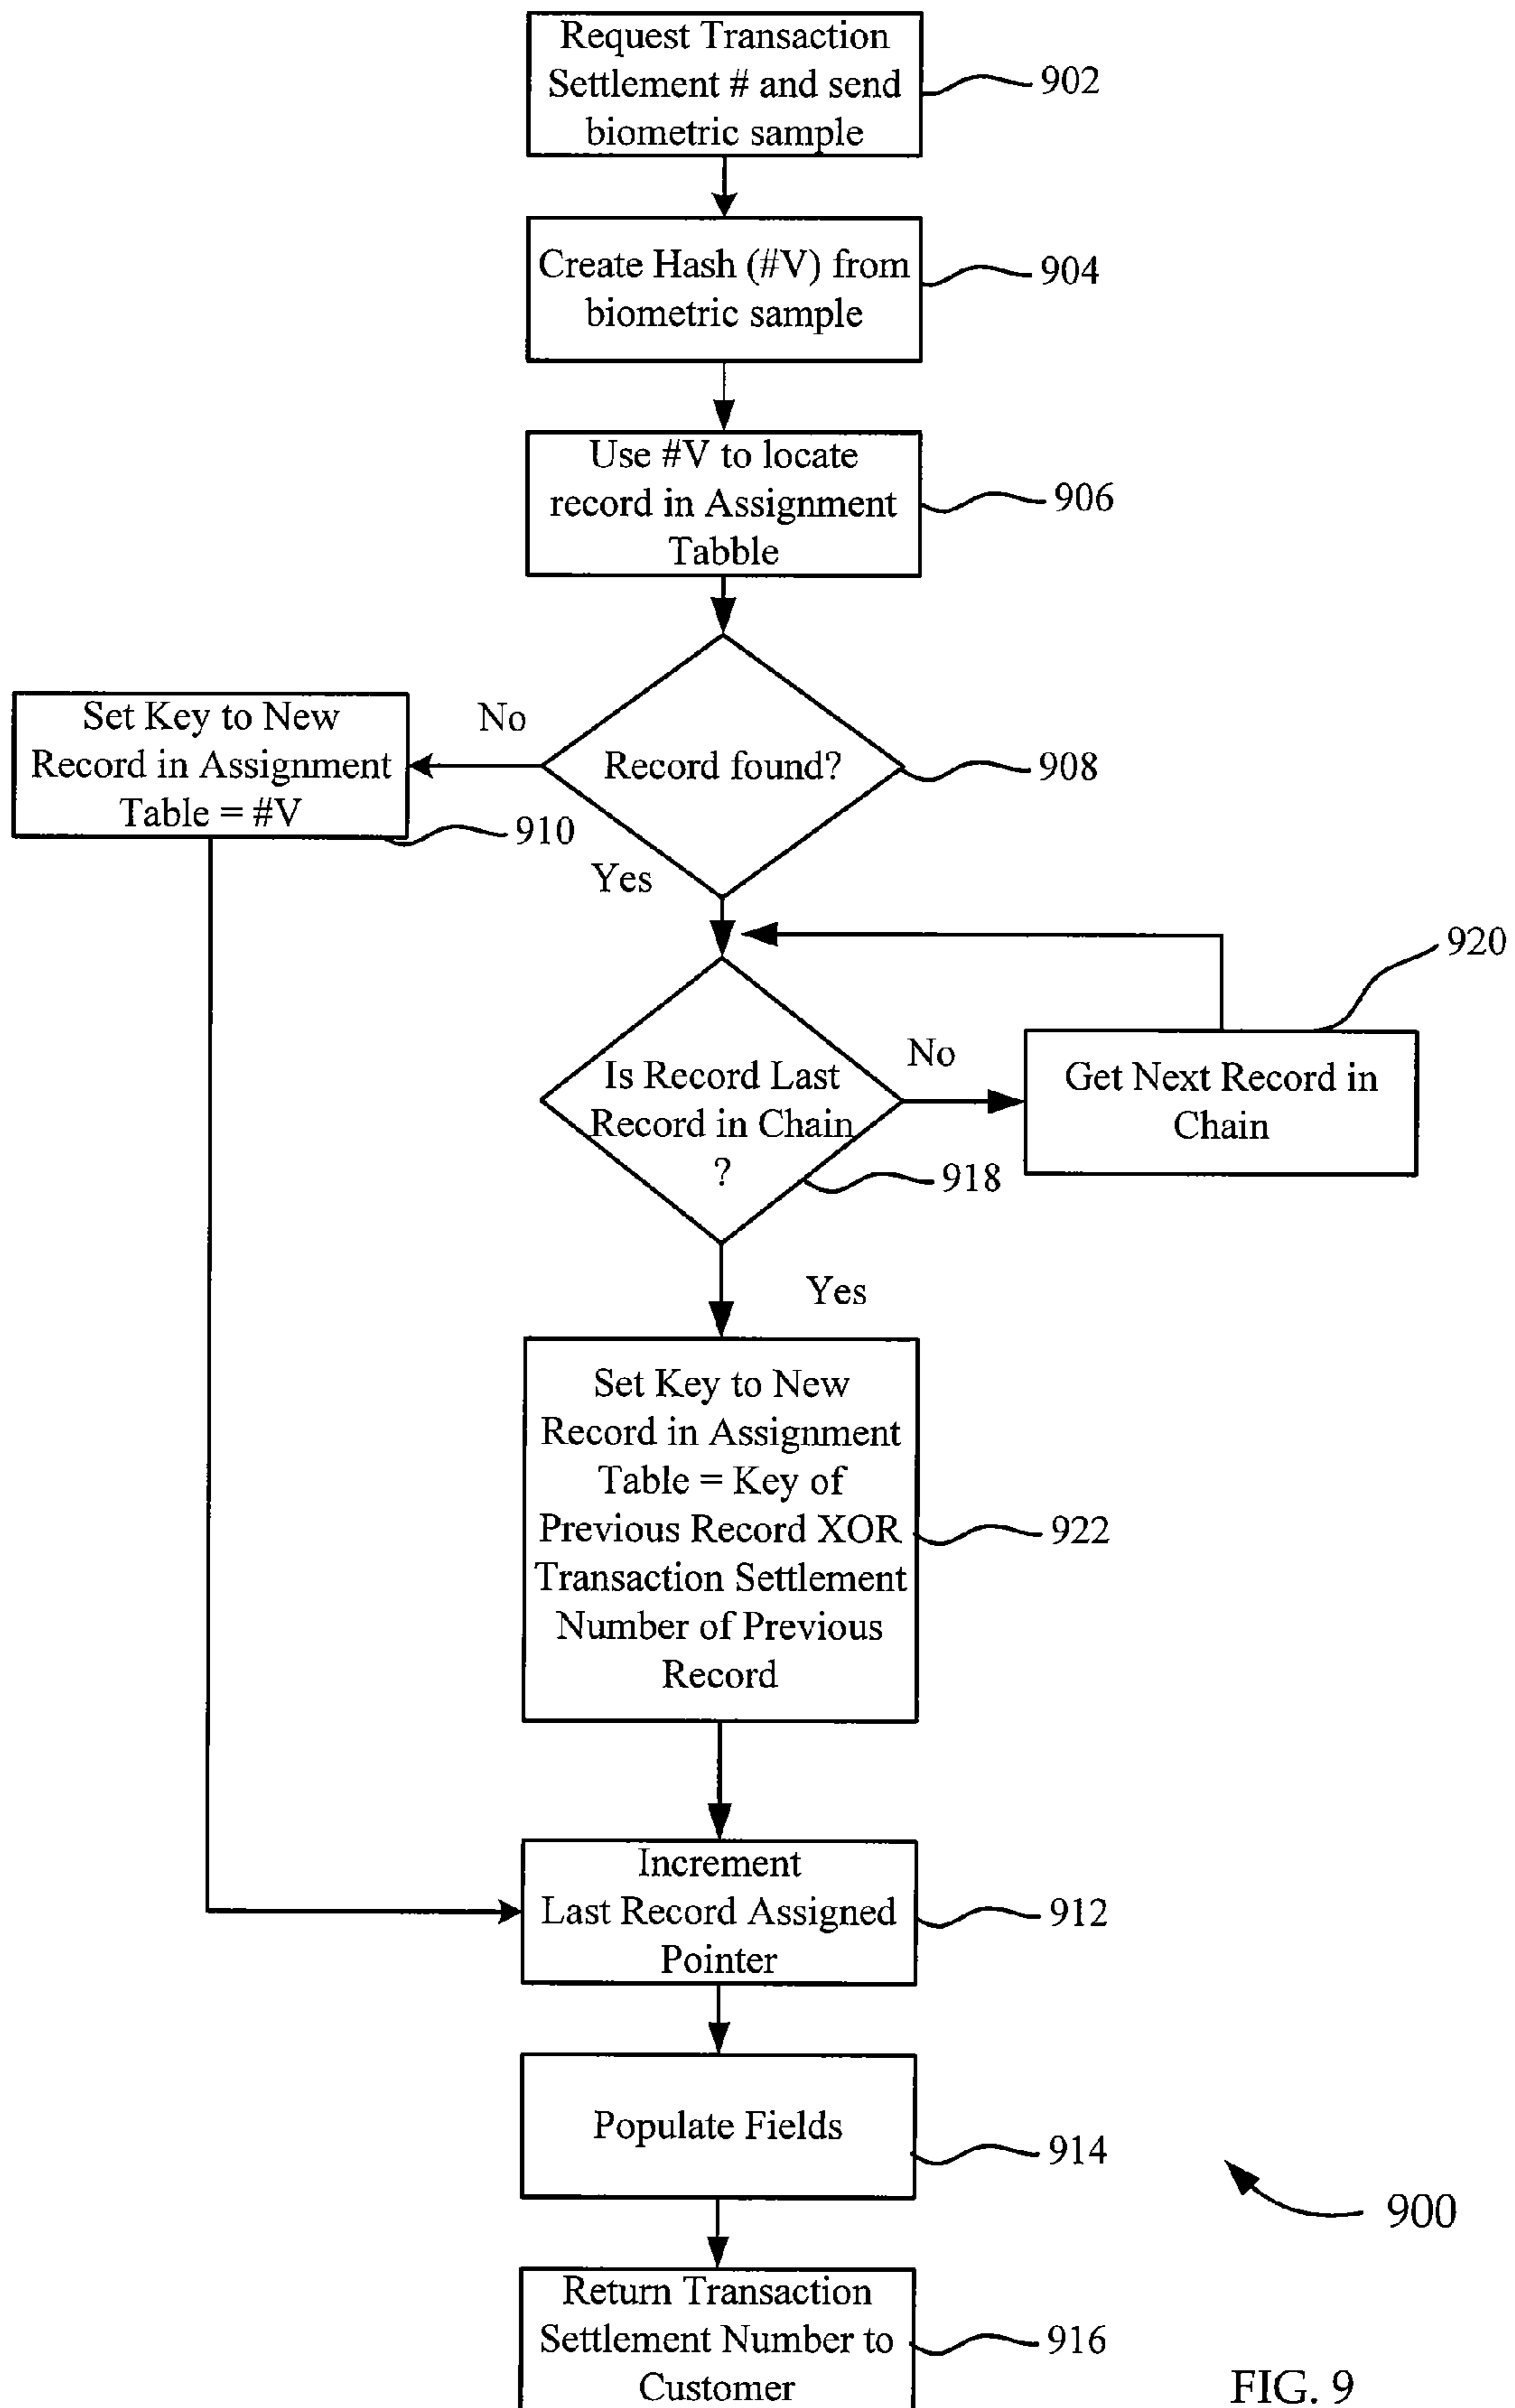 Request Transaction
Settlement # and send
biometric sample
902
Create Hash (#V) from
biometric sample
904
Use #V to locate
record in Assignment
Tabble
906
Record found?
908
No
Set Key to New
Record in Assignment
Table = #V
910
Yes
Is Record Last
Record in Chain
?
918
No
Get Next Record in
Chain
920
Yes
Set Key to New
Record in Assignment
Table = Key of
Previous Record XOR
Transaction Settlement
Number of Previous
Record
922
Increment
Last Record Assigned
Pointer
912
Populate Fields
914
Return Transaction
Settlement Number to
Customer
916
900
FIG. 9